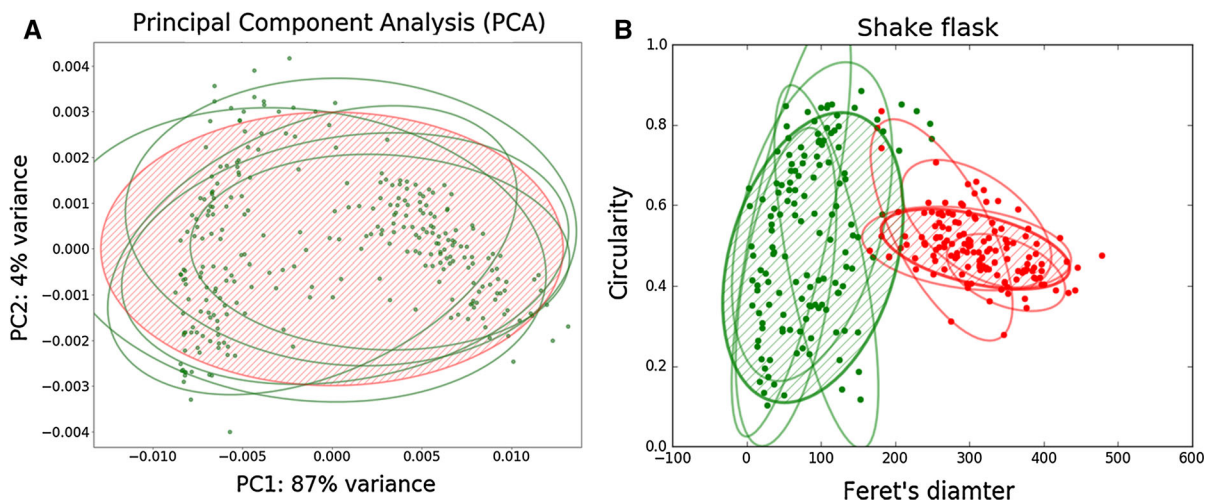 A
Principal Component Analysis (PCA)
0.004
0.003
0.002
0.001
0.000
−0.001
−0.002
−0.003
−0.004
PC2: 4% variance
−0.010 −0.005 0.000 0.005 0.010
PC1: 87% variance
B
Shake flask
1.0
0.8
0.6
0.4
0.2
0.0
Circularity
−100 0 100 200 300 400 500 600
Feret's diamter